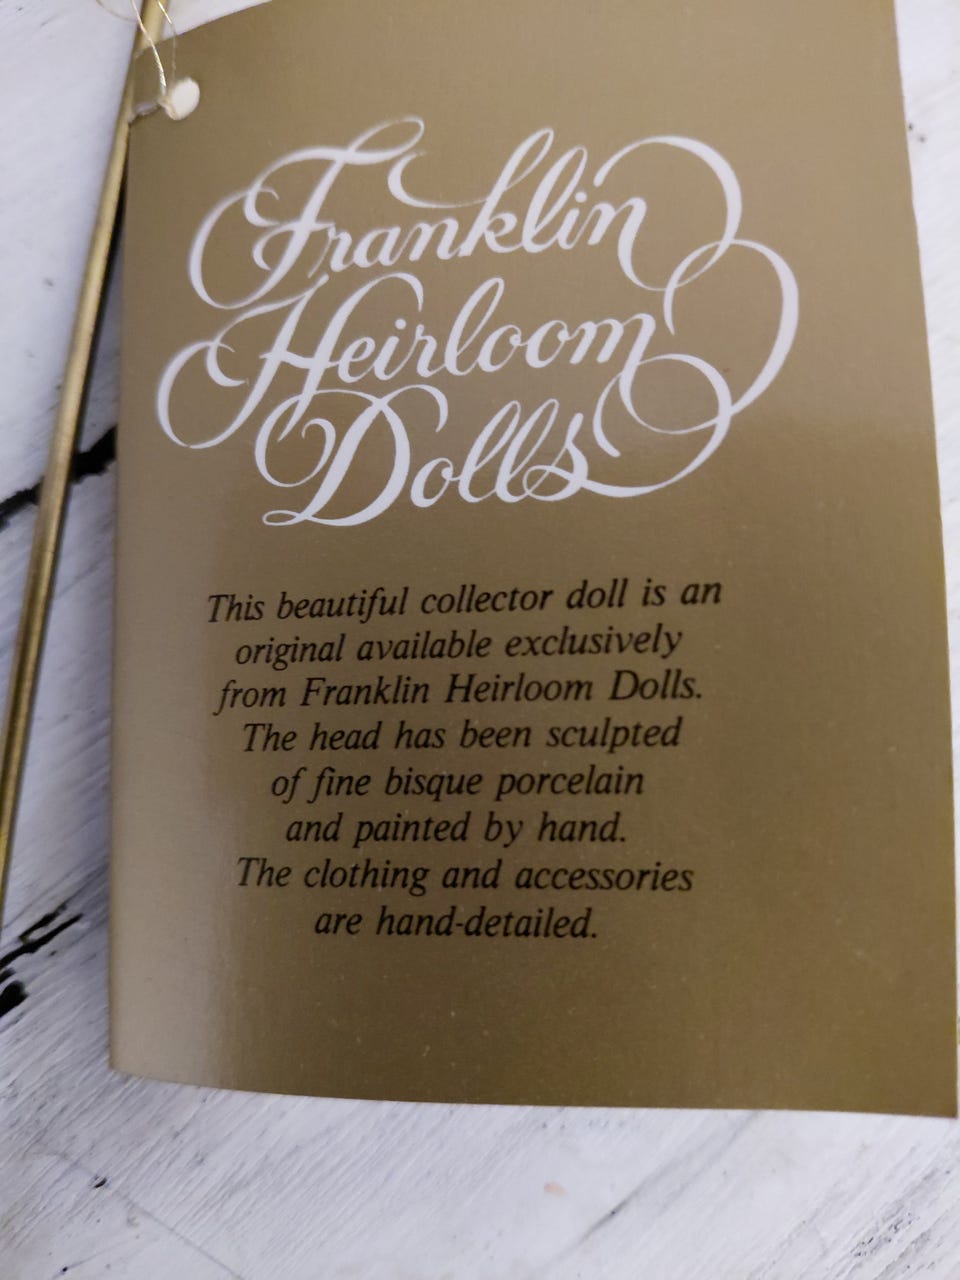 Franklin
Heirloom
Dolls
This beautiful collector doll is an
original available exclusively
from Franklin Heirloom Dolls.
The head has been sculpted
of fine bisque porcelain
and painted by hand.
The clothing and accessories
are hand-detailed.